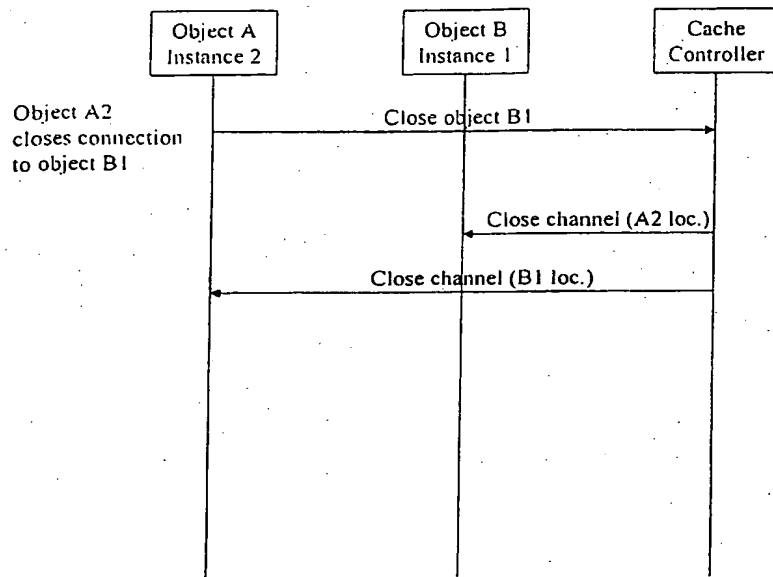 Object A
Instance 2
Object B
Instance 1
Cache
Controller
Object A2
closes connection
to object B1
Close object B1
Close channel (A2 loc.)
Close channel (B1 loc.)